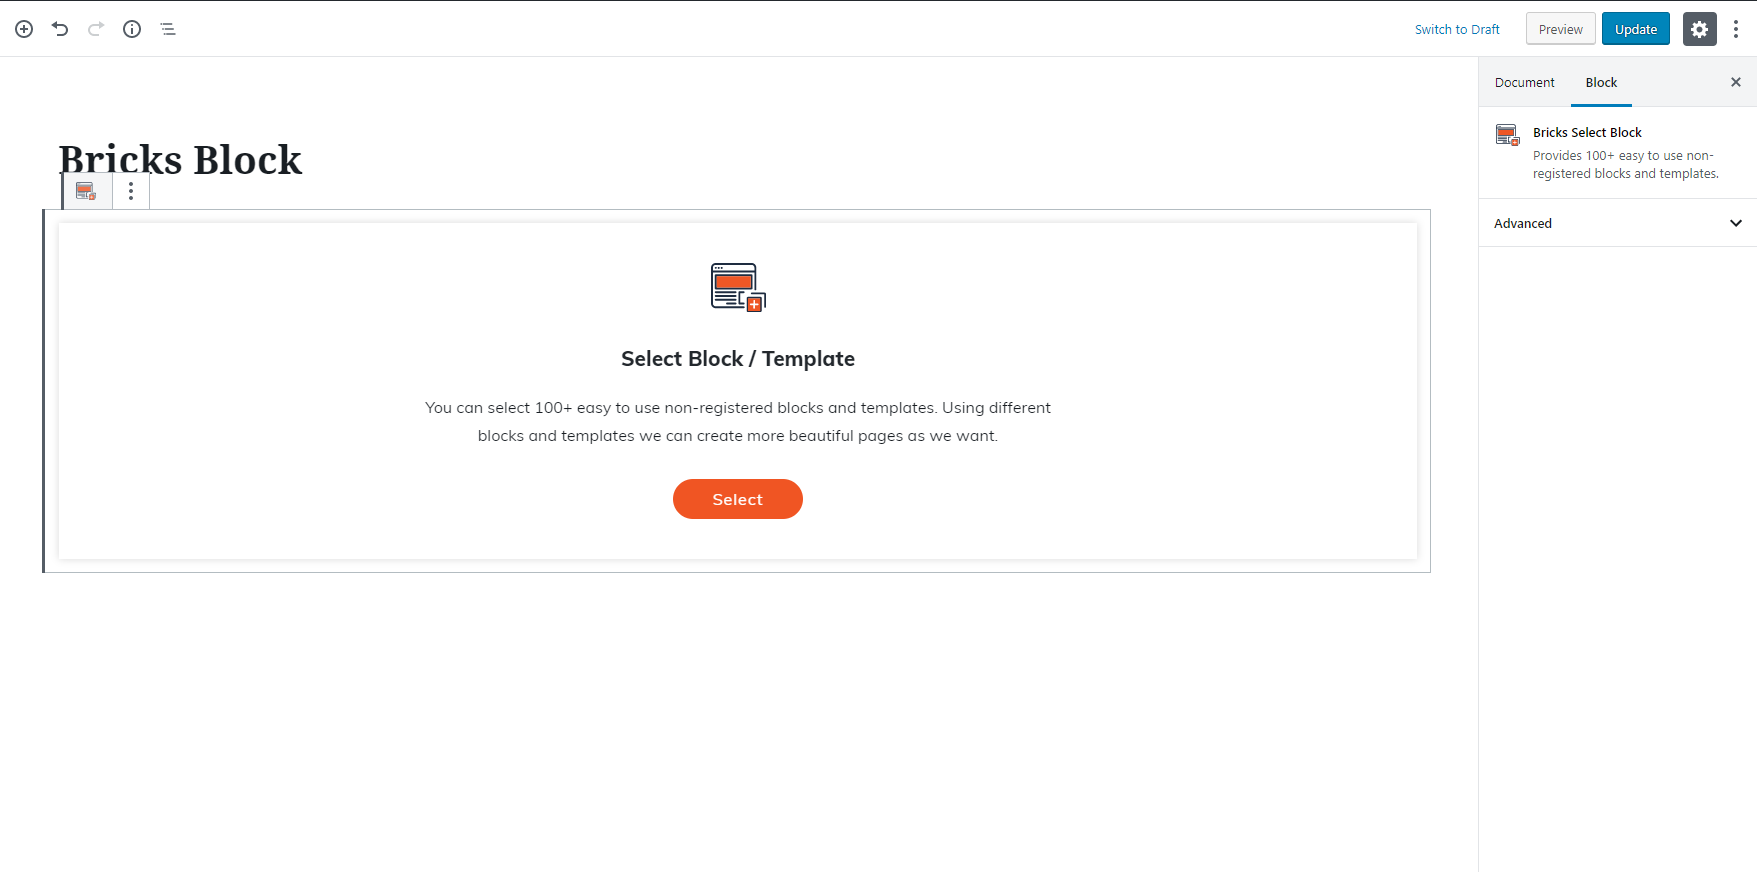 Switch to Draft
Preview
Update
Document
Block
Bricks Select Block
Provides 100+ easy to use non-
registered blocks and templates.
Advanced
Bricks Block
Select Block / Template
You can select 100+ easy to use non-registered blocks and templates. Using different
blocks and templates we can create more beautiful pages as we want.
Select